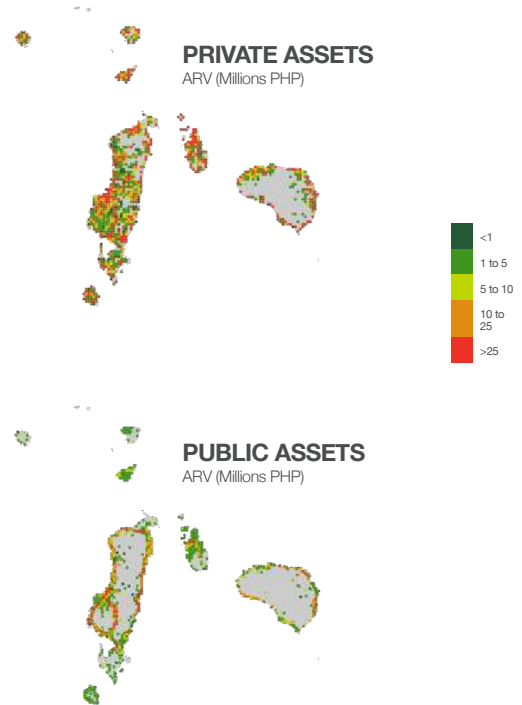 PRIVATE ASSETS
ARV (Millions PHP)
<1
1 to 5
5 to 10
10 to
25
>25
PUBLIC ASSETS
ARV (Millions PHP)